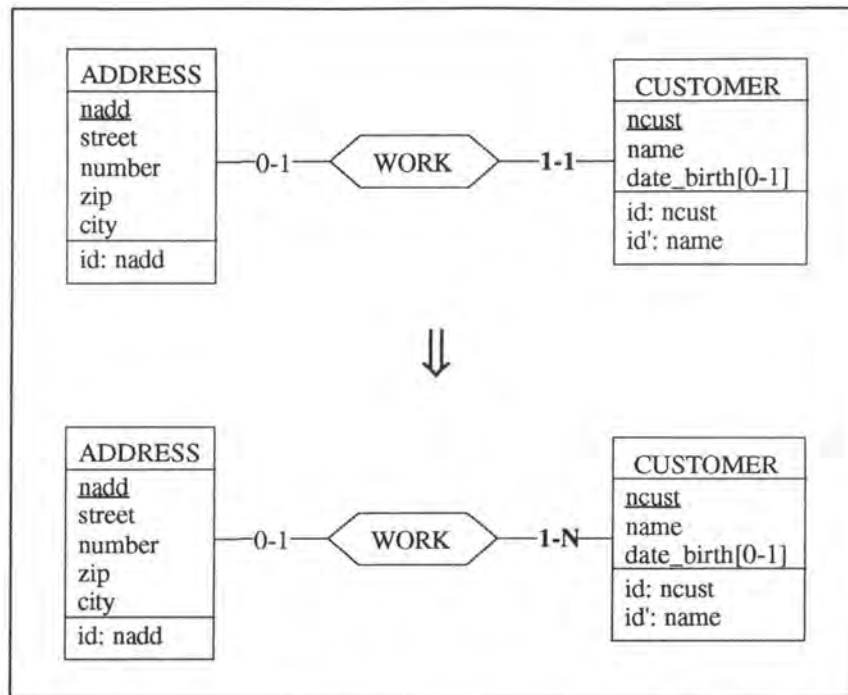 ADDRESS
nadd
street
number
zip
city
id: nadd
0-1
WORK
1-1
CUSTOMER
ncust
name
date_birth[0-1]
id: ncust
id': name
⇓
ADDRESS
nadd
street
number
zip
city
id: nadd
0-1
WORK
1-N
CUSTOMER
ncust
name
date_birth[0-1]
id: ncust
id': name